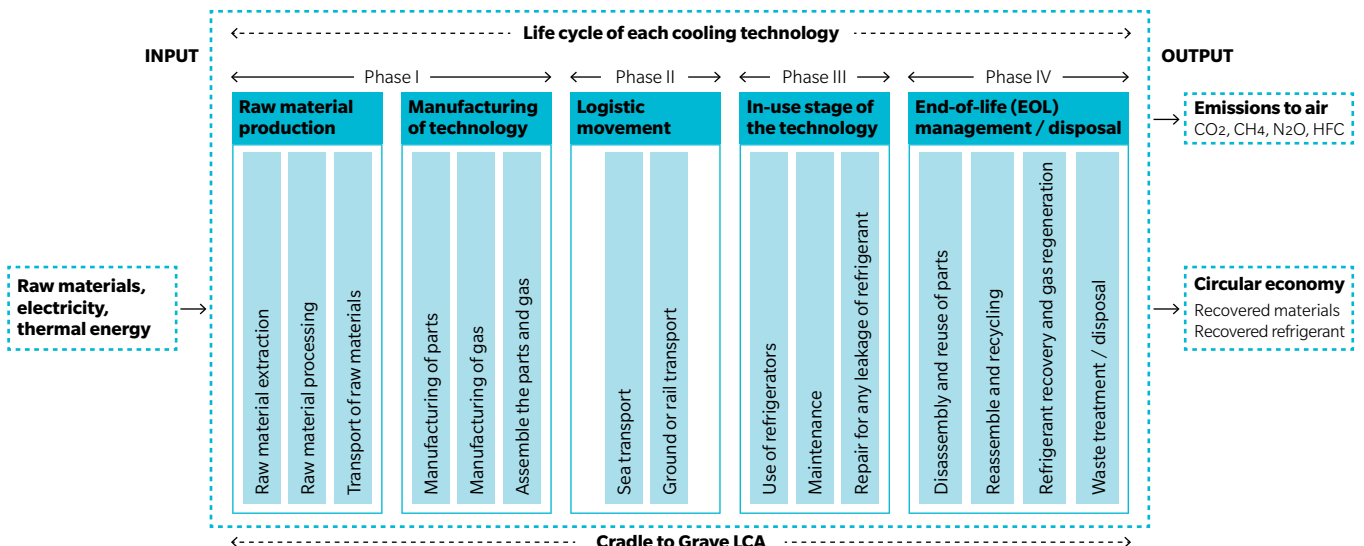 Life cycle of each cooling technology
INPUT
OUTPUT
Phase I
Phase II
Phase III
Phase IV
Raw material
production
Manufacturing
of technology
Logistic
movement
In-use stage of
the technology
End-of-life (EOL)
management / disposal
Raw materials,
electricity,
thermal energy
Raw material extraction
Raw material processing
Transport of raw materials
Manufacturing of parts
Manufacturing of gas
Assemble the parts and gas
Sea transport
Ground or rail transport
Use of refrigerators
Maintenance
Repair for any leakage of refrigerant
Disassembly and reuse of parts
Reassemble and recycling
Refrigerant recovery and gas regeneration
Waste treatment / disposal
Emissions to air
CO2, CH4, N2O, HFC
Circular economy
Recovered materials
Recovered refrigerant
Cradle to Grave LCA